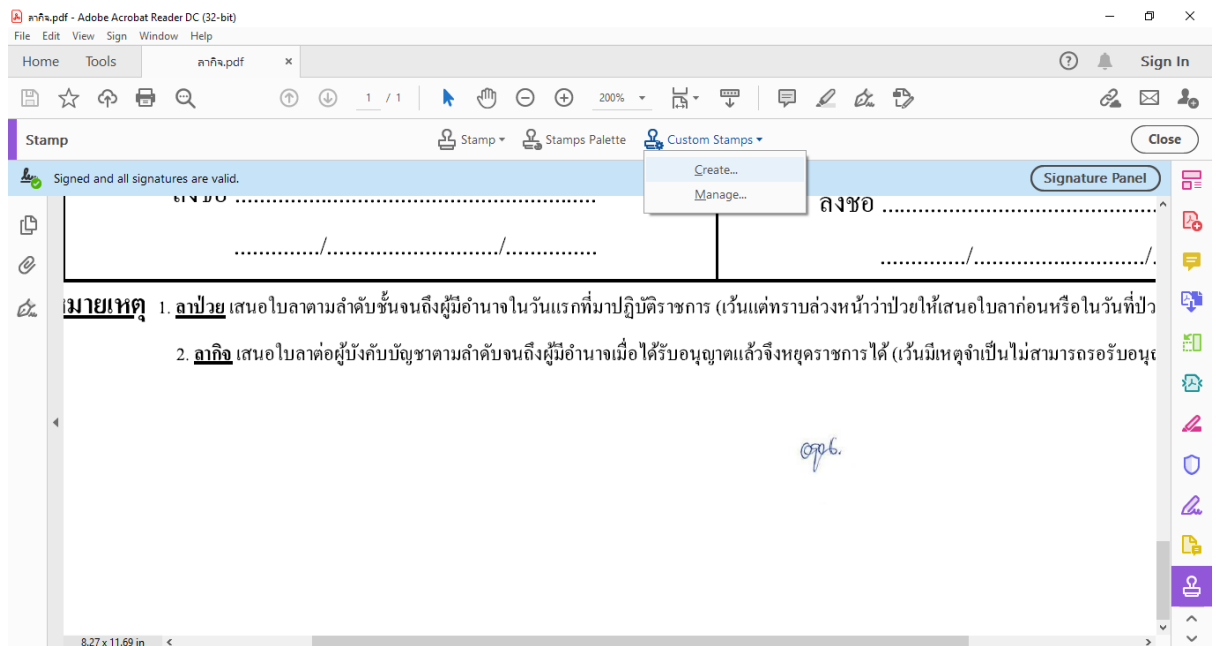 ลากิจ.pdf - Adobe Acrobat Reader DC (32-bit)
File Edit View Sign Window Help
Home Tools ลากิจ.pdf × Sign In
1 / 1 200%
Stamp Stamp Stamps Palette Custom Stamps Close
Create...
Manage...
Signed and all signatures are valid. Signature Panel
ลงชื่อ ........................................................ ลงชื่อ ............................................
............./.........................../.............. ............./.........................../.
หมายเหตุ 1. ลาป่วย เสนอใบลาตามลำดับชั้นจนถึงผู้มีอำนาจในวันแรกที่มาปฏิบัติราชการ (เว้นแต่ทราบล่วงหน้าว่าป่วยให้เสนอใบลาก่อนหรือในวันที่ป่ว
2. ลากิจ เสนอใบลาต่อผู้บังคับบัญชาตามลำดับจนถึงผู้มีอำนาจเมื่อได้รับอนุญาตแล้วจึงหยุดราชการได้ (เว้นมีเหตุจำเป็นไม่สามารถรอรับอนุญ
8.27 x 11.69 in